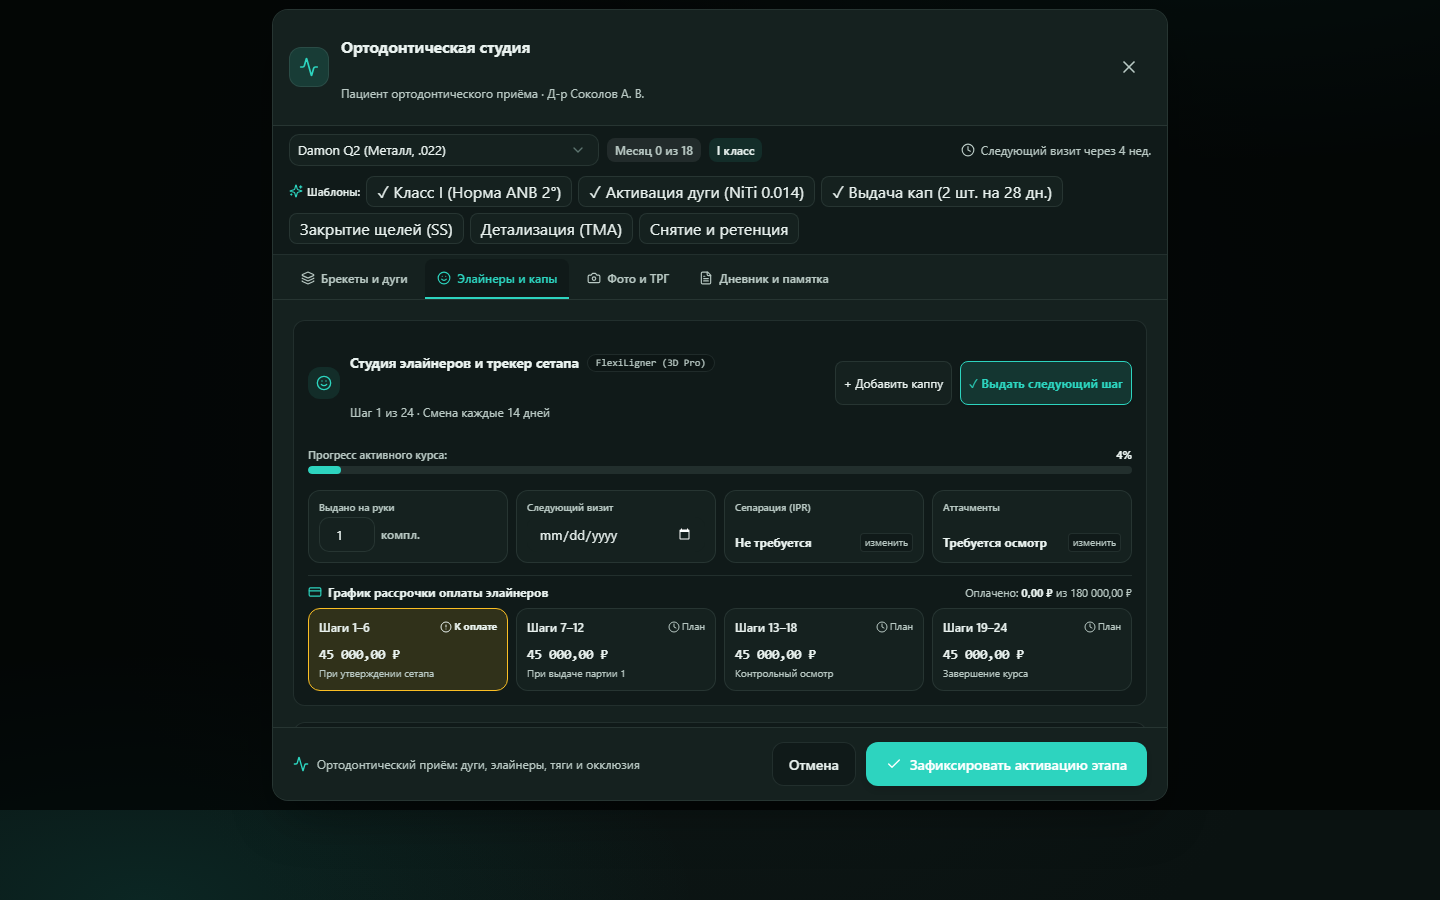 Ортодонтическая студия
Пациент ортодонтического приёма · Д-р Соколов А. В.
Damon Q2 (Металл, .022)
Месяц 0 из 18
I класс
Следующий визит через 4 нед.
Шаблоны:
✓ Класс I (Норма ANB 2°)
✓ Активация дуги (NiTi 0.014)
✓ Выдача кап (2 шт. на 28 дн.)
Закрытие щелей (SS)
Детализация (TMA)
Снятие и ретенция
Брекеты и дуги
Элайнеры и капы
Фото и ТРГ
Дневник и памятка
Студия элайнеров и трекер сетапа
FlexiLigner (3D Pro)
Шаг 1 из 24 · Смена каждые 14 дней
+ Добавить каппу
✓ Выдать следующий шаг
Прогресс активного курса:
4%
Выдано на руки
1 компл.
Следующий визит
mm/dd/yyyy
Сепарация (IPR)
Не требуется
изменить
Аттачменты
Требуется осмотр
изменить
График рассрочки оплаты элайнеров
Оплачено: 0,00 ₽ из 180 000,00 ₽
Шаги 1–6
К оплате
45 000,00 ₽
При утверждении сетапа
Шаги 7–12
План
45 000,00 ₽
При выдаче партии 1
Шаги 13–18
План
45 000,00 ₽
Контрольный осмотр
Шаги 19–24
План
45 000,00 ₽
Завершение курса
Ортодонтический приём: дуги, элайнеры, тяги и окклюзия
Отмена
Зафиксировать активацию этапа